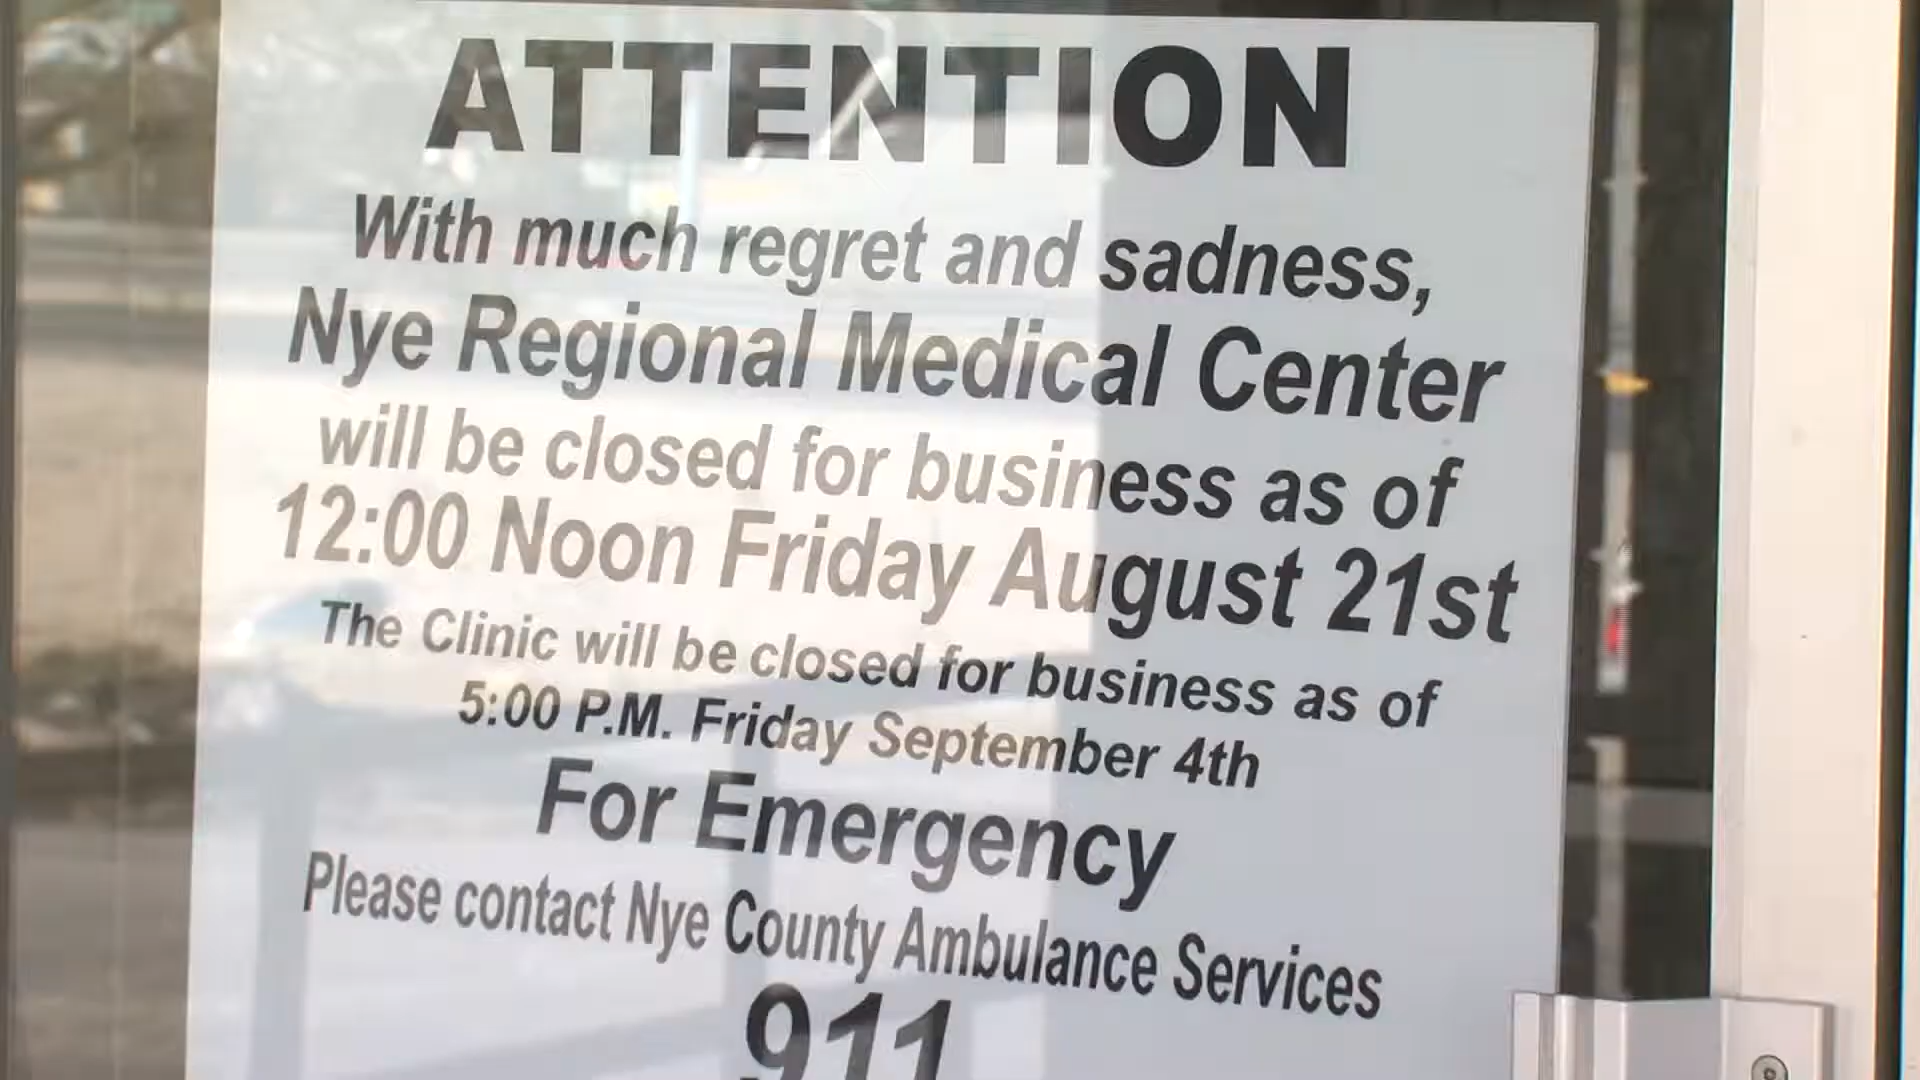 ATTENTION
With much regret and sadness,
Nye Regional Medical Center
will be closed for business as of
12:00 Noon Friday August 21st
The Clinic will be closed for business as of
5:00 P.M. Friday September 4th
For Emergency
Please contact Nye County Ambulance Services
911